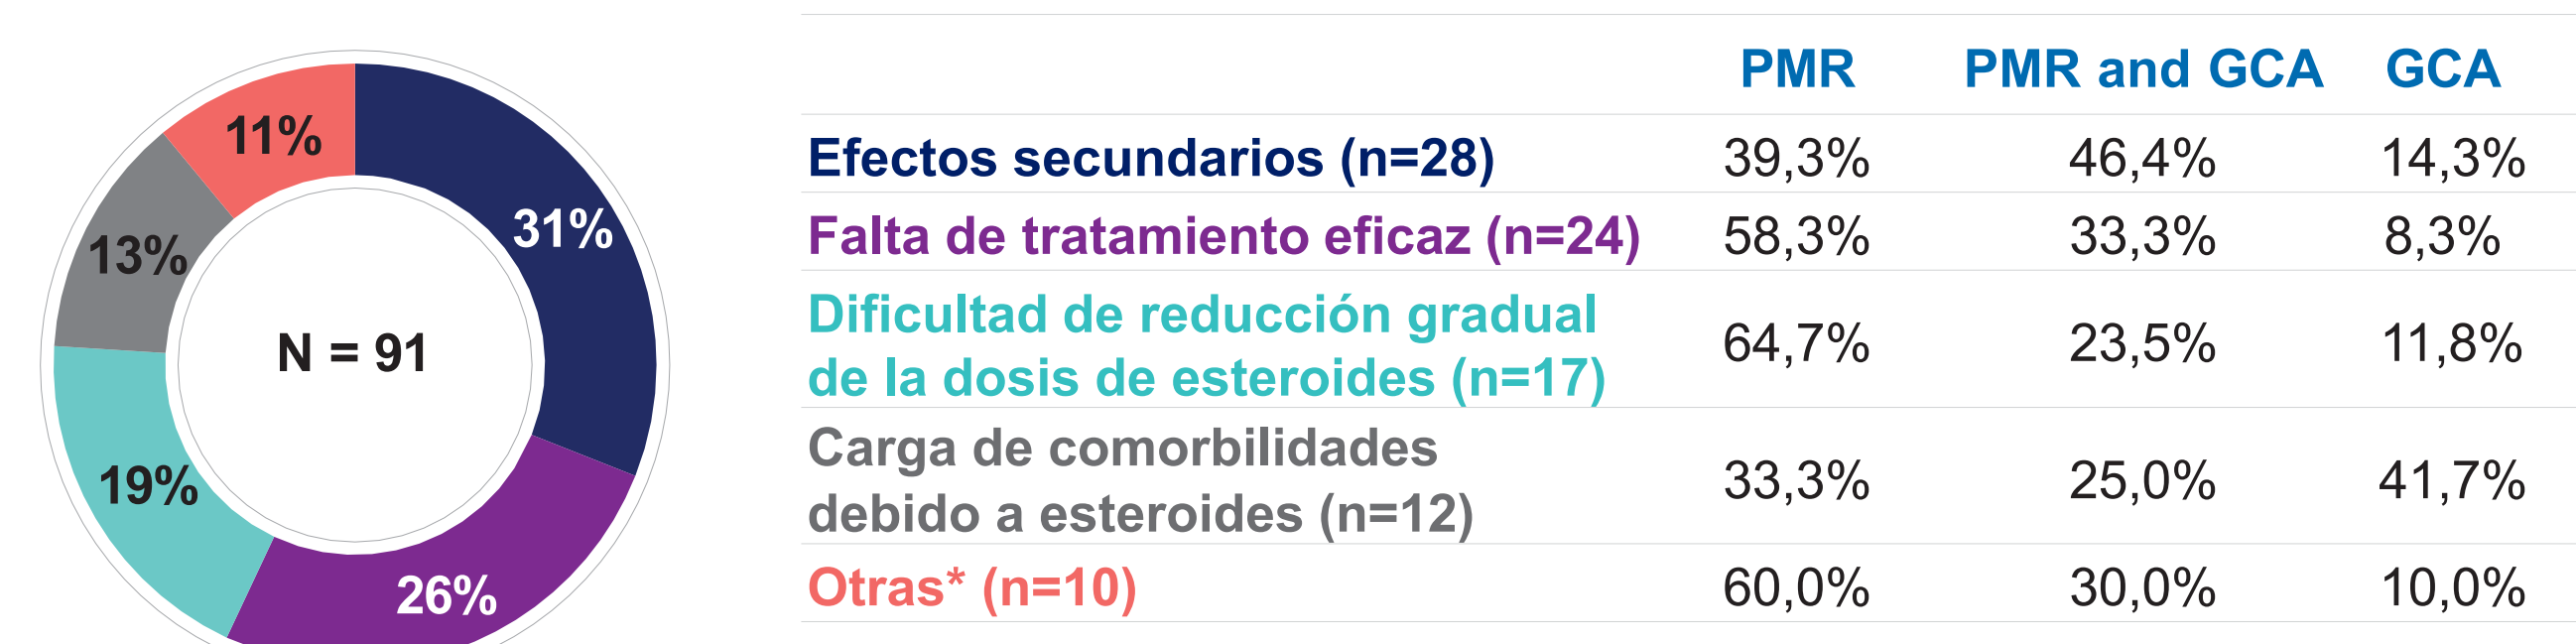 11%
31%
13%
N = 91
19%
26%
PMR PMR and GCA GCA
Efectos secundarios (n=28) 39,3% 46,4% 14,3%
Falta de tratamiento eficaz (n=24) 58,3% 33,3% 8,3%
Dificultad de reducción gradual
de la dosis de esteroides (n=17) 64,7% 23,5% 11,8%
Carga de comorbilidades
debido a esteroides (n=12) 33,3% 25,0% 41,7%
Otras* (n=10) 60,0% 30,0% 10,0%